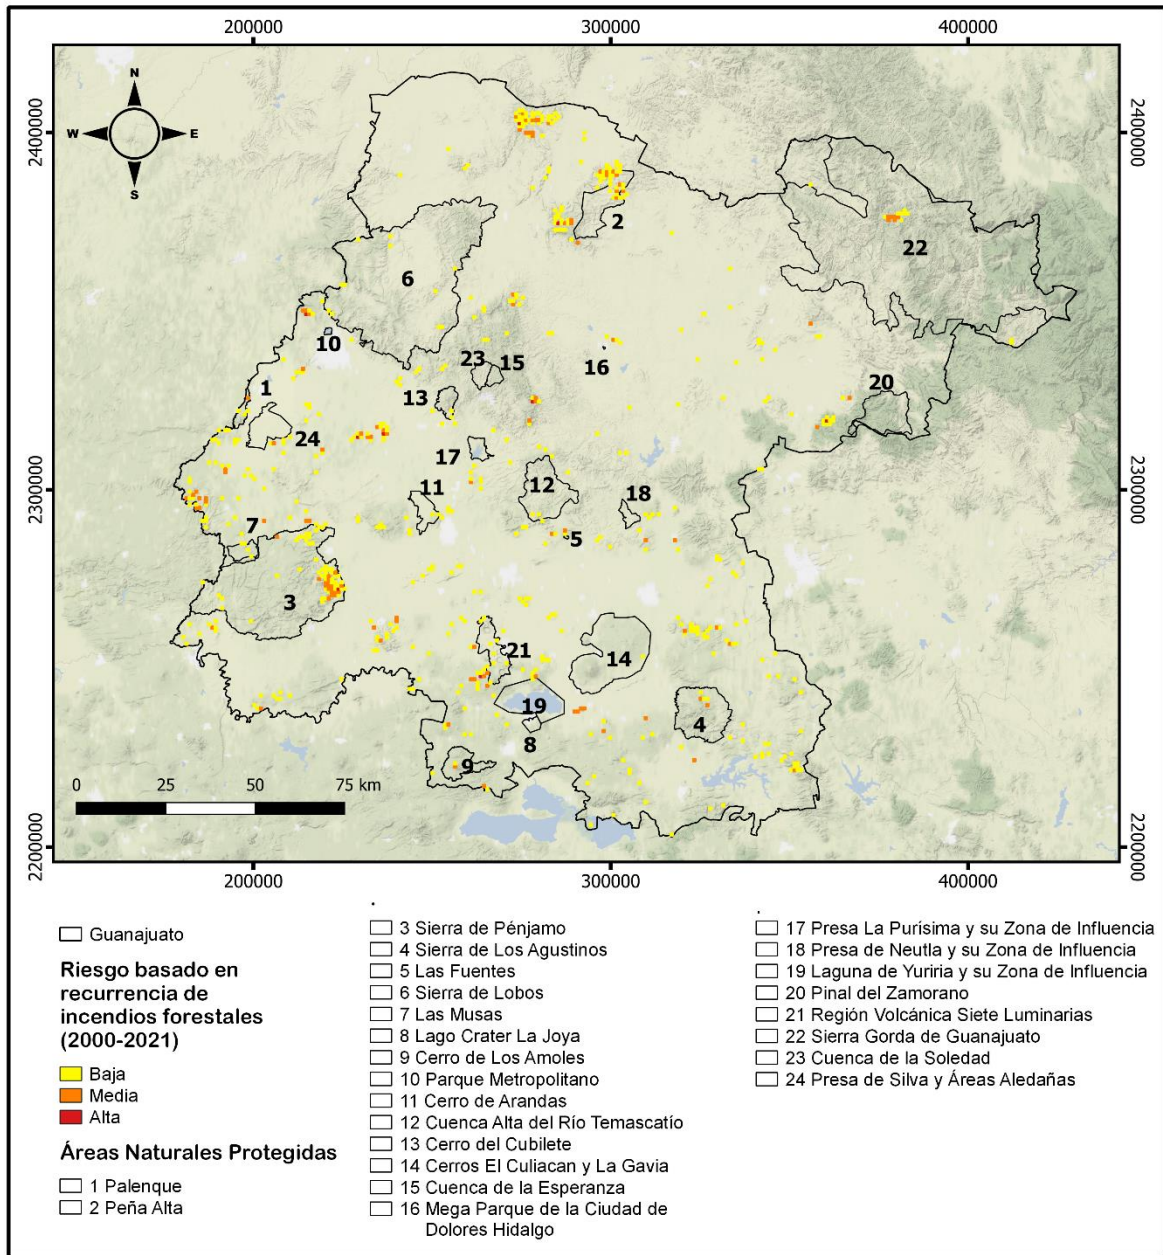 200000 300000 400000
N
W E
S
2400000 2400000
2
22
6
10
23 15 16
1
13
20
24
17
12
11 18
7
5
3
21 14
19
4
8
9
2300000 2300000
0 25 50 75 km
2200000 2200000
200000 300000 400000
Guanajuato
Riesgo basado en
recurrencia de
incendios forestales
(2000-2021)
Baja
Media
Alta
Áreas Naturales Protegidas
1 Palenque
2 Peña Alta
3 Sierra de Pénjamo
4 Sierra de Los Agustinos
5 Las Fuentes
6 Sierra de Lobos
7 Las Musas
8 Lago Crater La Joya
9 Cerro de Los Amoles
10 Parque Metropolitano
11 Cerro de Arandas
12 Cuenca Alta del Río Temascatío
13 Cerro del Cubilete
14 Cerros El Culiacan y La Gavia
15 Cuenca de la Esperanza
16 Mega Parque de la Ciudad de
Dolores Hidalgo
17 Presa La Purísima y su Zona de Influencia
18 Presa de Neutla y su Zona de Influencia
19 Laguna de Yuriria y su Zona de Influencia
20 Pinal del Zamorano
21 Región Volcánica Siete Luminarias
22 Sierra Gorda de Guanajuato
23 Cuenca de la Soledad
24 Presa de Silva y Áreas Aledañas